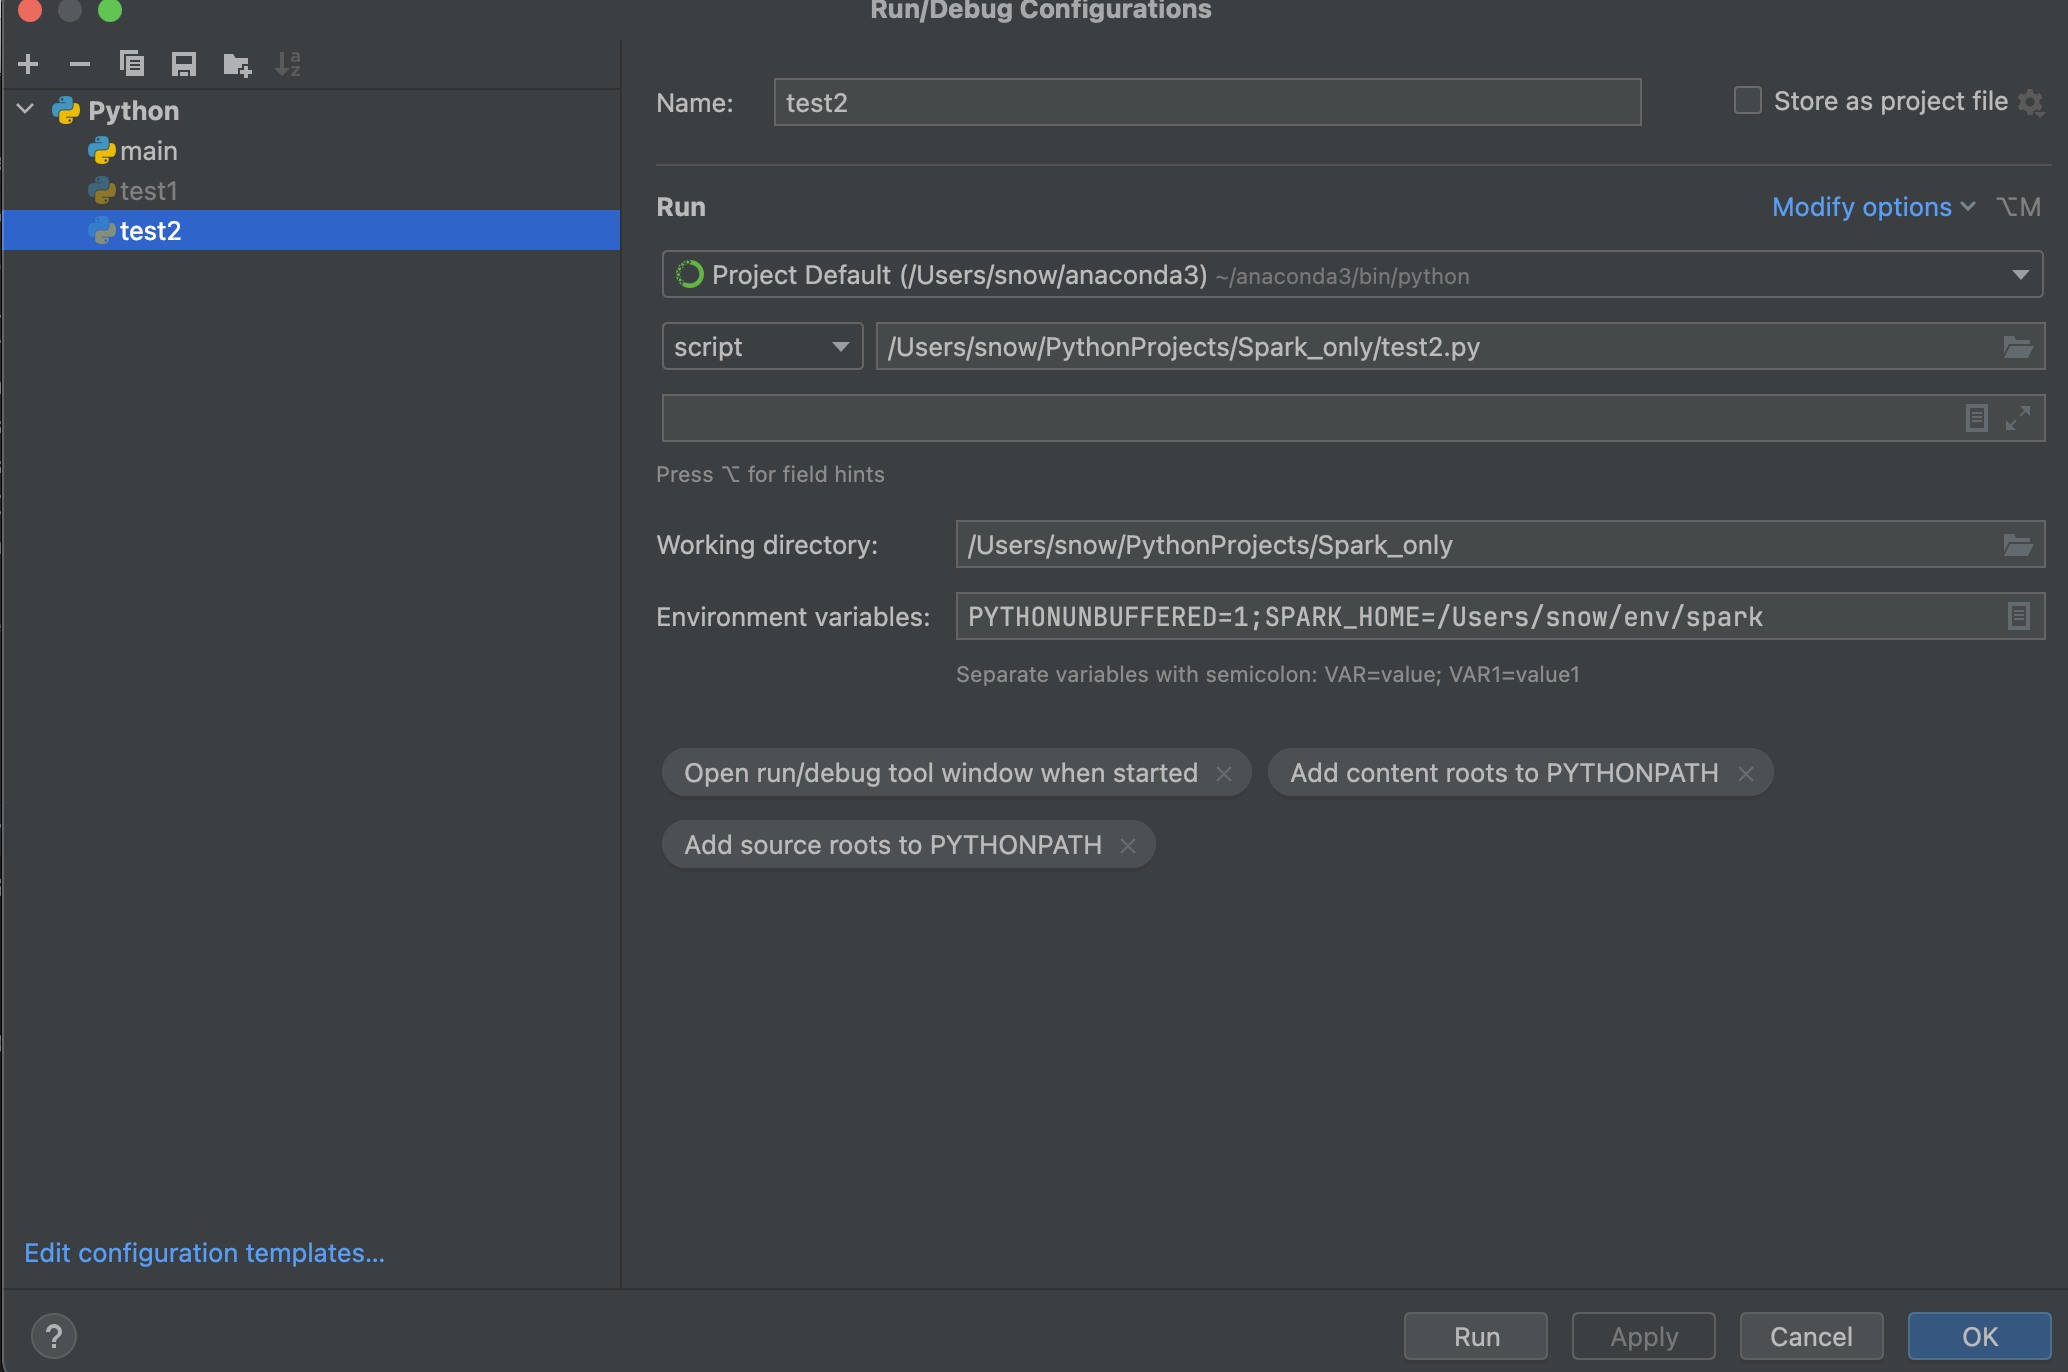 Run/Debug Configurations
Python
main
test1
test2
Edit configuration templates...
Name: test2
Store as project file
Run
Modify options ⌥M
Project Default (/Users/snow/anaconda3) ~/anaconda3/bin/python
script /Users/snow/PythonProjects/Spark_only/test2.py
Press ⌥ for field hints
Working directory: /Users/snow/PythonProjects/Spark_only
Environment variables: PYTHONUNBUFFERED=1;SPARK_HOME=/Users/snow/env/spark
Separate variables with semicolon: VAR=value; VAR1=value1
Open run/debug tool window when started × Add content roots to PYTHONPATH ×
Add source roots to PYTHONPATH ×
? Run Apply Cancel OK